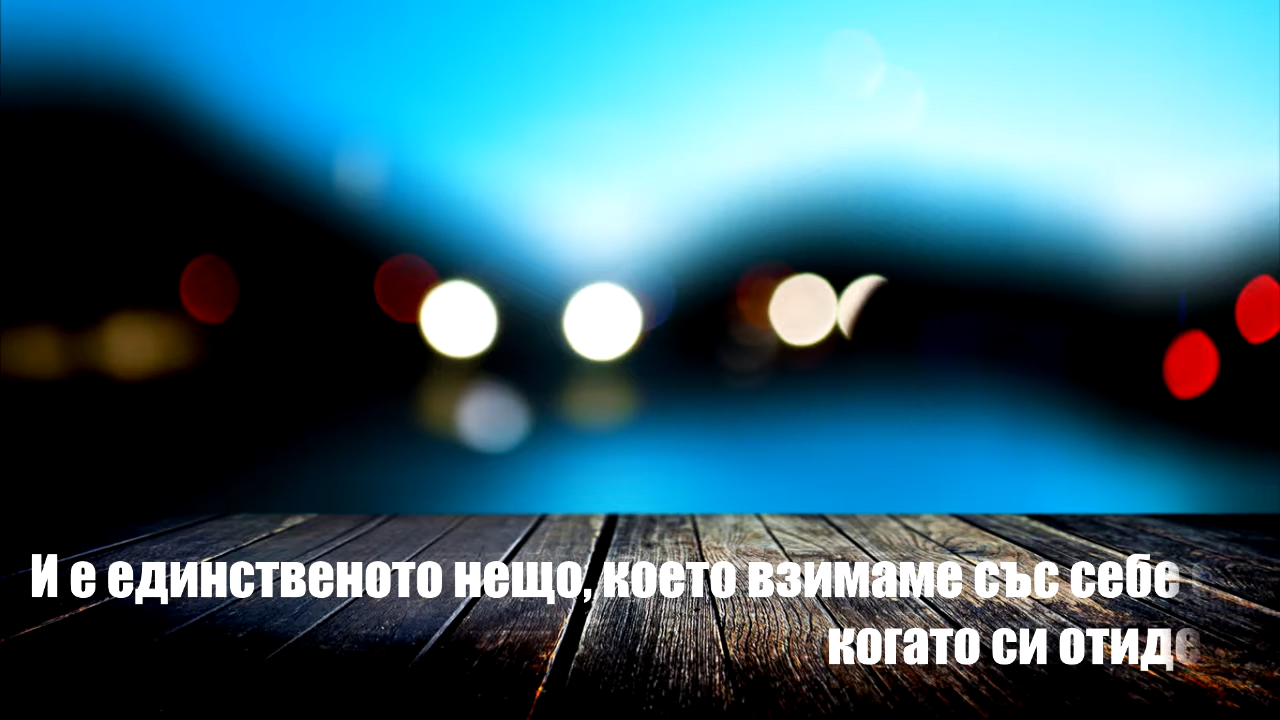 И е единственото нещо, което взимаме със себе
когато си отиде